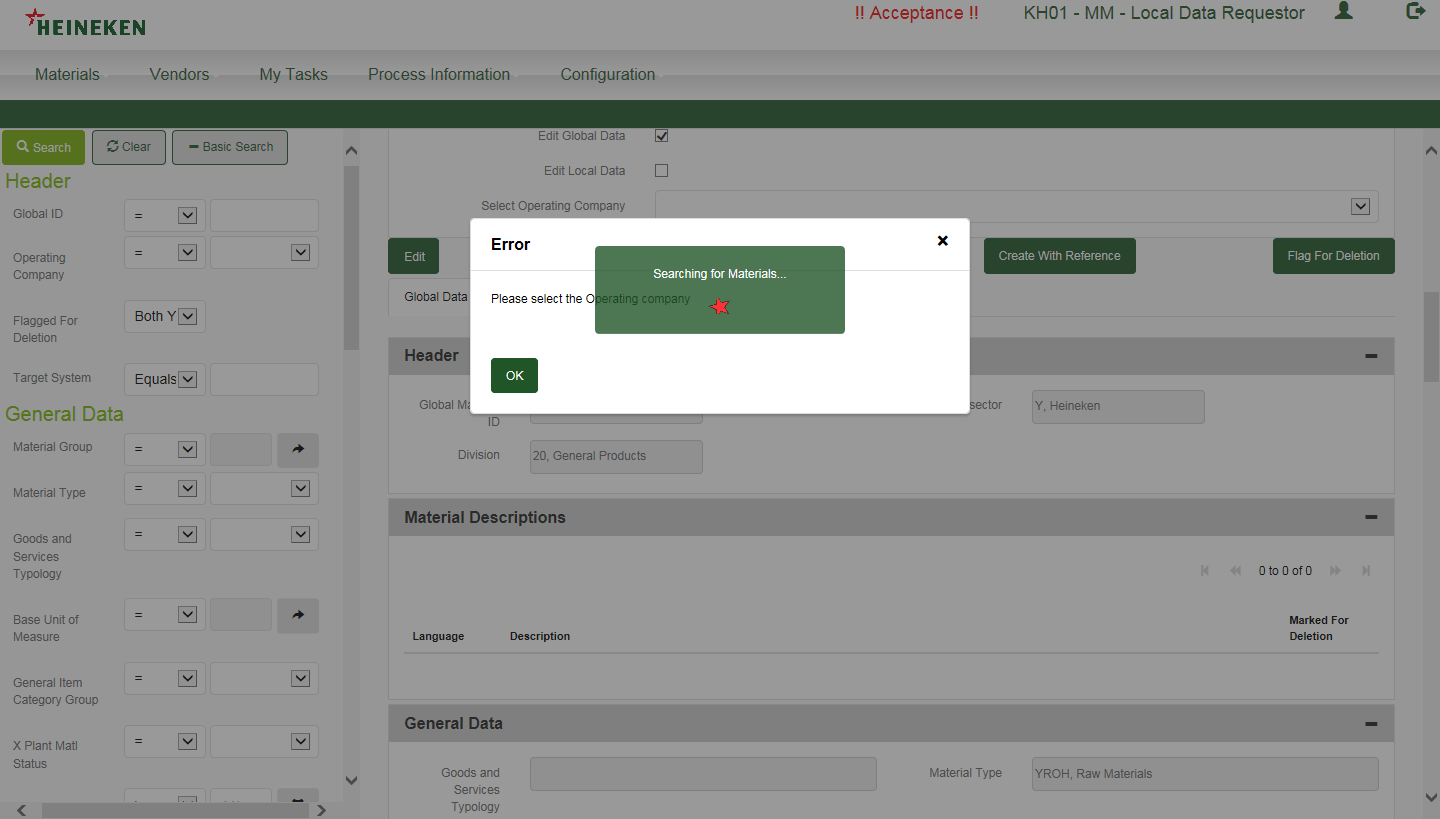 HEINEKEN
!! Acceptance !!
KH01 - MM - Local Data Requestor
Materials
Vendors
My Tasks
Process Information
Configuration
Search
Clear
Basic Search
Header
Global ID
=
Operating
Company
=
Flagged For
Deletion
Both Y
Target System
Equals
General Data
Material Group
=
Material Type
=
Goods and
Services
Typology
=
Base Unit of
Measure
=
General Item
Category Group
=
X Plant Matl
Status
=
Edit Global Data
Edit Local Data
Select Operating Company
Edit
Create With Reference
Flag For Deletion
Global Data
Error
Searching for Materials...
Please select the Operating company
OK
Header
Global Ma
ID
sector
Y, Heineken
Division
20, General Products
Material Descriptions
0 to 0 of 0
Language
Description
Marked For
Deletion
General Data
Goods and
Services
Typology
Material Type
YROH, Raw Materials